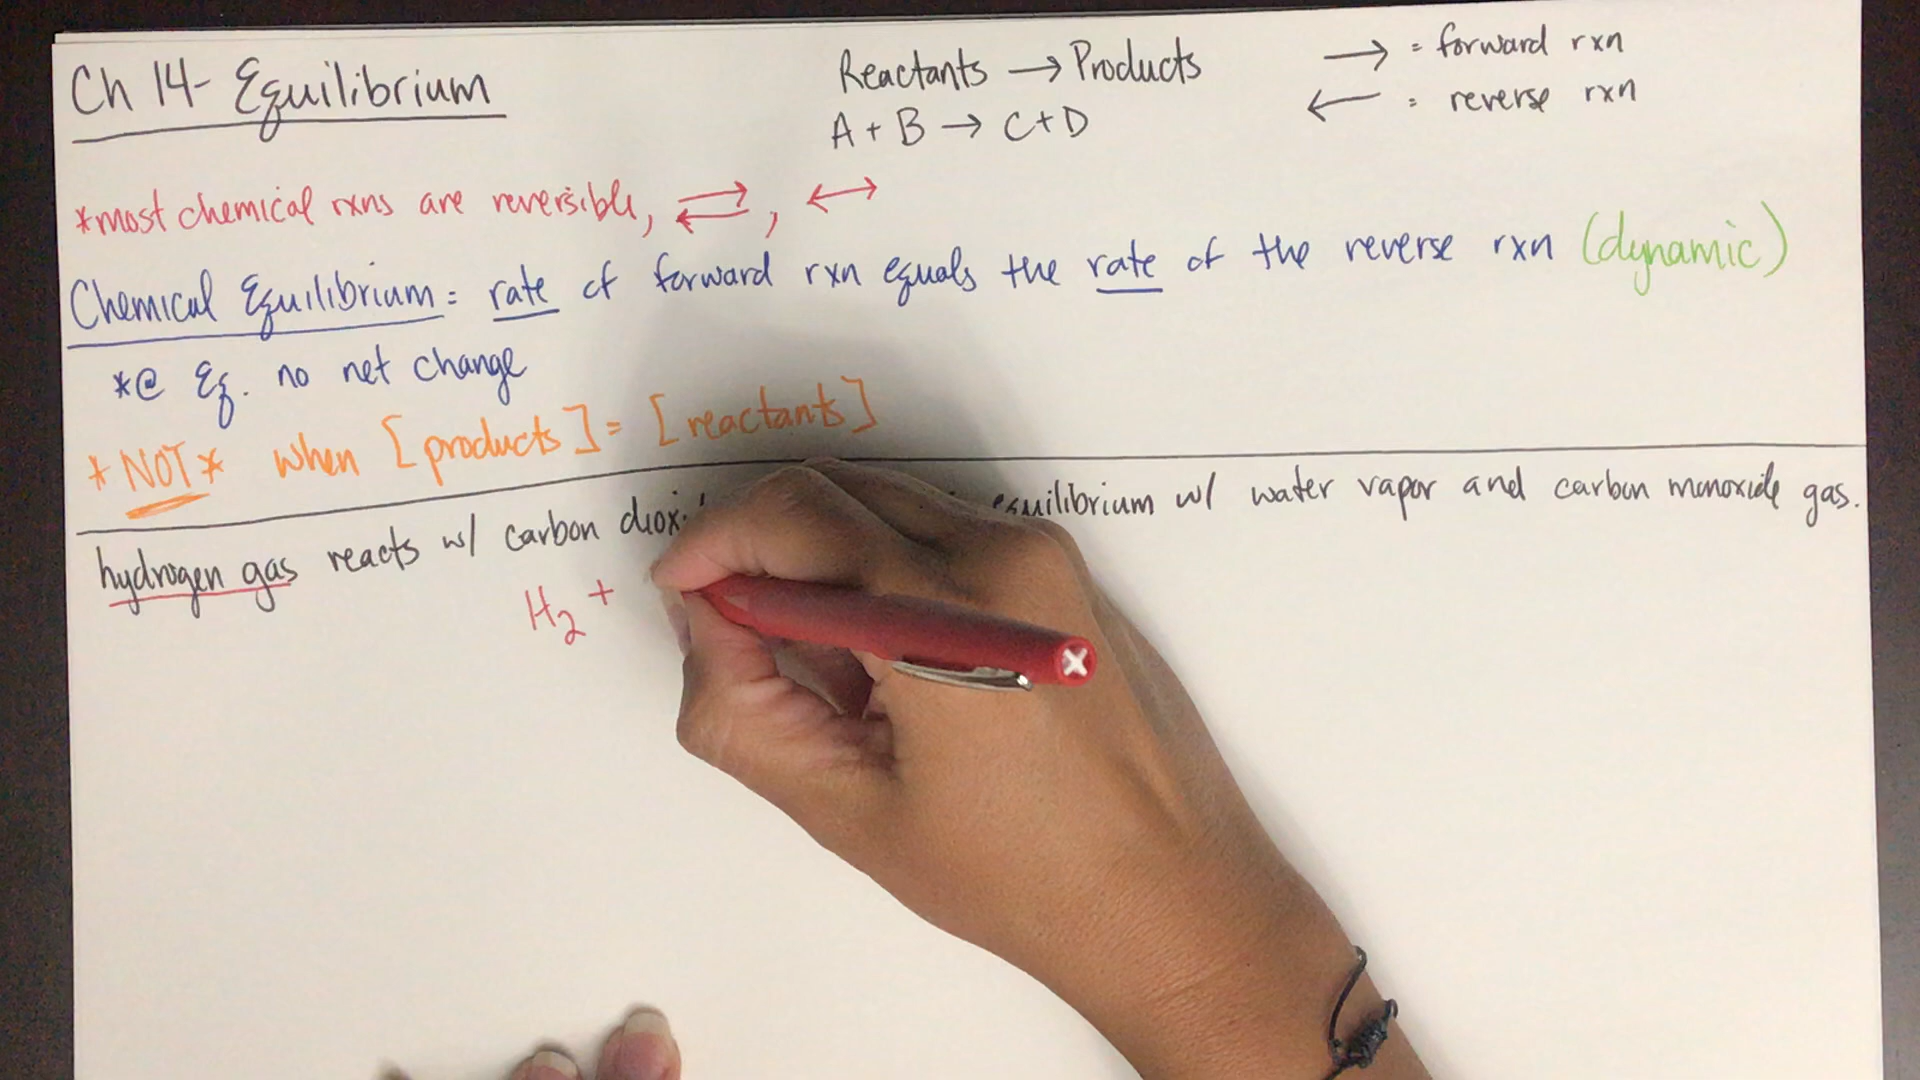 Ch 14- Equilibrium
Reactants → Products
A + B → C+D
→ = forward rxn
← = reverse rxn
*most chemical rxns are reversible, ⇄, ↔
Chemical Equilibrium = rate of forward rxn equals the rate of the reverse rxn (dynamic)
*@ Eq. no net change
*NOT* when [products] = [reactants]
hydrogen gas reacts w/ carbon equilibrium w/ water vapor and carbon monoxide gas.
H₂ +